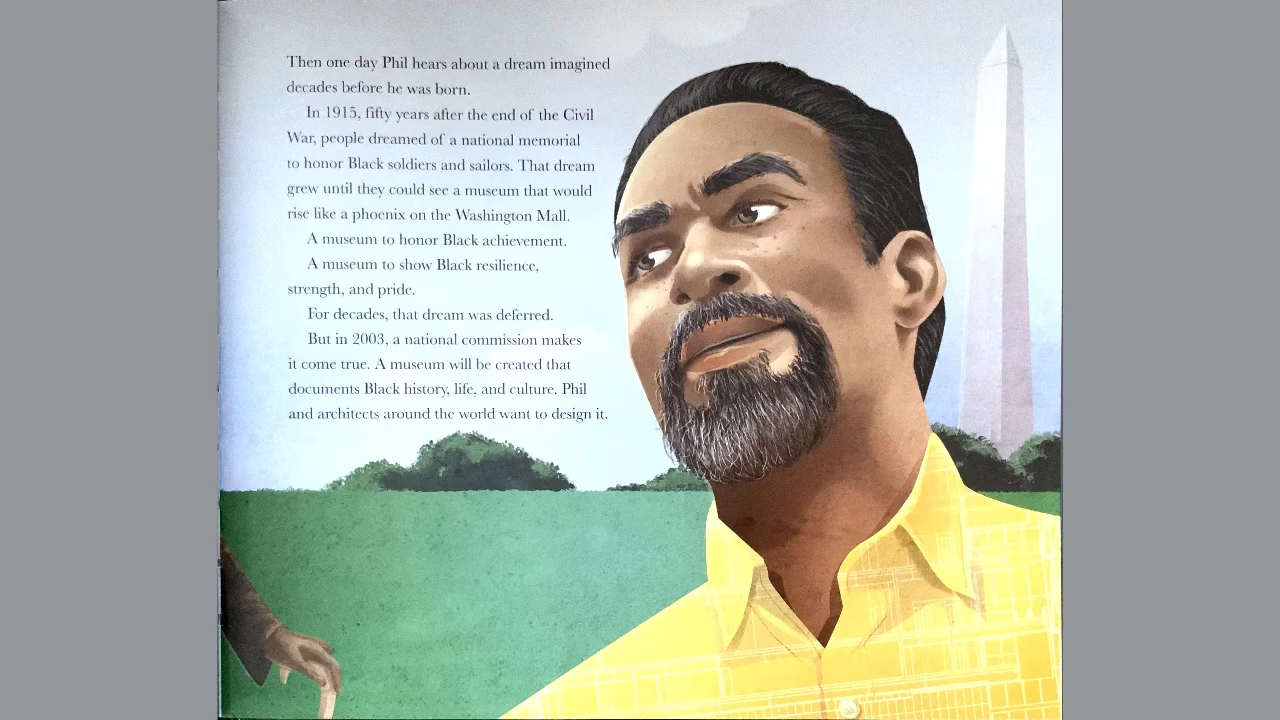 Then one day Phil hears about a dream imagined
decades before he was born.
In 1915, fifty years after the end of the Civil
War, people dreamed of a national memorial
to honor Black soldiers and sailors. That dream
grew until they could see a museum that would
rise like a phoenix on the Washington Mall.
A museum to honor Black achievement.
A museum to show Black resilience,
strength, and pride.
For decades, that dream was deferred.
But in 2003, a national commission makes
it come true. A museum will be created that
documents Black history, life, and culture. Phil
and architects around the world want to design it.